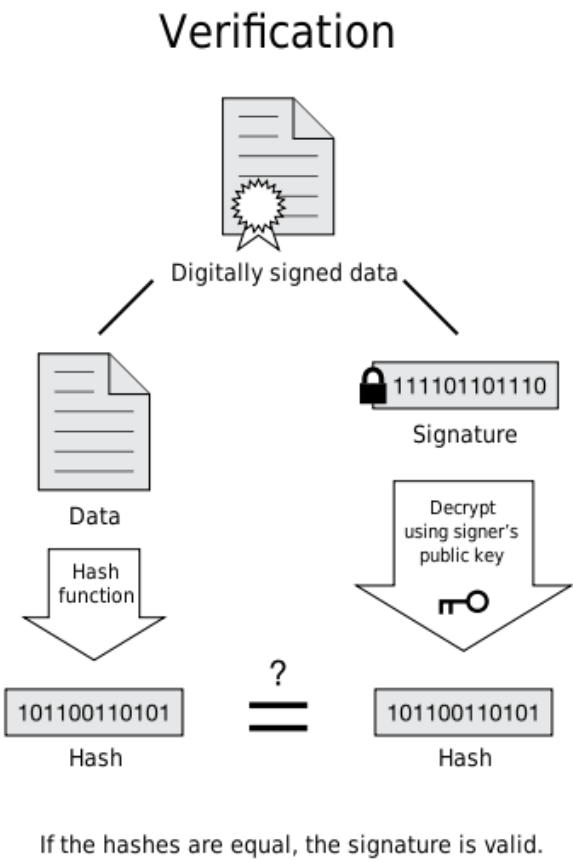 Verification
Digitally signed data
111101101110
Signature
Data
Decrypt
using signer's
public key
Hash
function
?
101100110101
101100110101
Hash
Hash
If the hashes are equal, the signature is valid.